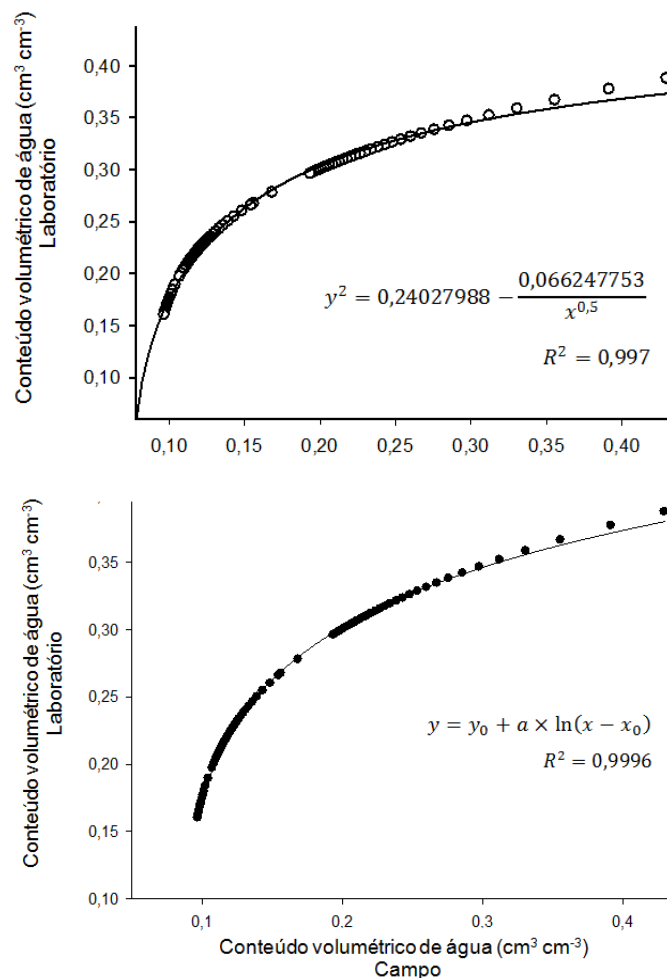 Conteúdo volumétrico de água (cm³ cm⁻³)
Laboratório
0,40
0,35
0,30
0,25
0,20
0,15
0,10
y² = 0,24027988 − 0,066247753 / x^0,5
R² = 0,997
0,10 0,15 0,20 0,25 0,30 0,35 0,40
Conteúdo volumétrico de água (cm³ cm⁻³)
Laboratório
0,35
0,30
0,25
0,20
0,15
0,10
y = y₀ + a × ln(x − x₀)
R² = 0,9996
0,1 0,2 0,3 0,4
Conteúdo volumétrico de água (cm³ cm⁻³)
Campo